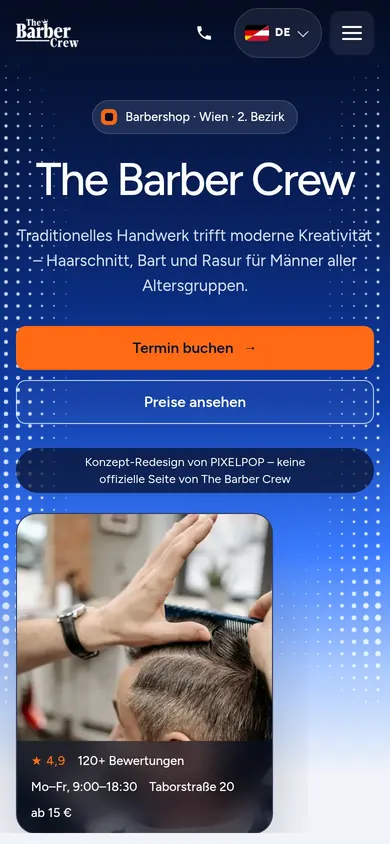 The
Barber
Crew
DE
Barbershop · Wien · 2. Bezirk
The Barber Crew
Traditionelles Handwerk trifft moderne Kreativität
– Haarschnitt, Bart und Rasur für Männer aller
Altersgruppen.
Termin buchen →
Preise ansehen
Konzept-Redesign von PIXELPOP – keine
offizielle Seite von The Barber Crew
★ 4,9 120+ Bewertungen
Mo–Fr, 9:00–18:30 Taborstraße 20
ab 15 €